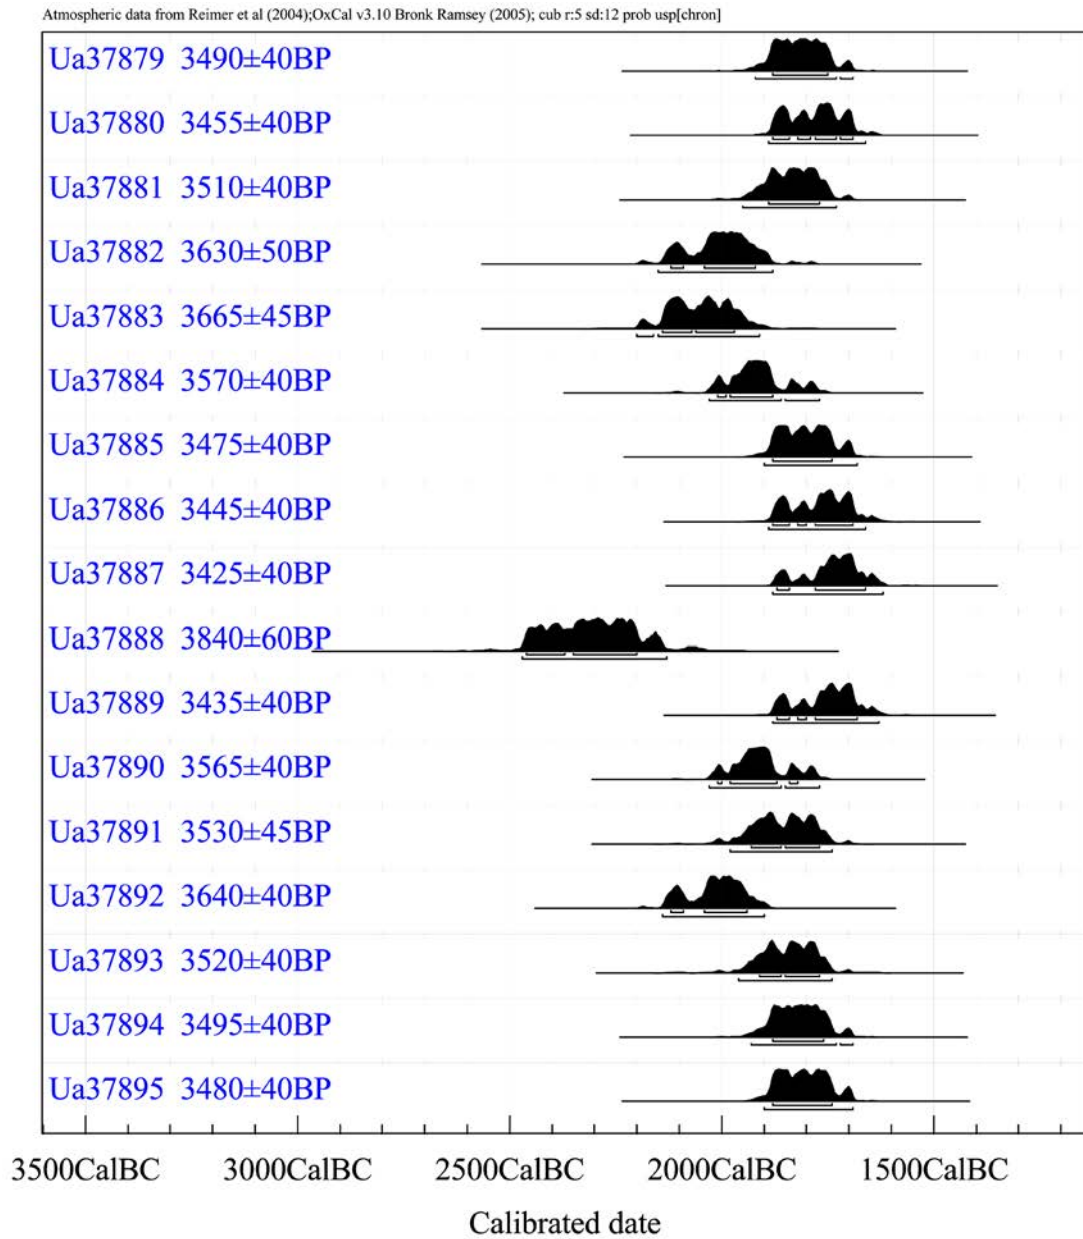 Atmospheric data from Reimer et al (2004);OxCal v3.10 Bronk Ramsey (2005); cub r:5 sd:12 prob usp[chron]
Ua37879 3490±40BP
Ua37880 3455±40BP
Ua37881 3510±40BP
Ua37882 3630±50BP
Ua37883 3665±45BP
Ua37884 3570±40BP
Ua37885 3475±40BP
Ua37886 3445±40BP
Ua37887 3425±40BP
Ua37888 3840±60BP
Ua37889 3435±40BP
Ua37890 3565±40BP
Ua37891 3530±45BP
Ua37892 3640±40BP
Ua37893 3520±40BP
Ua37894 3495±40BP
Ua37895 3480±40BP
3500CalBC 3000CalBC 2500CalBC 2000CalBC 1500CalBC
Calibrated date